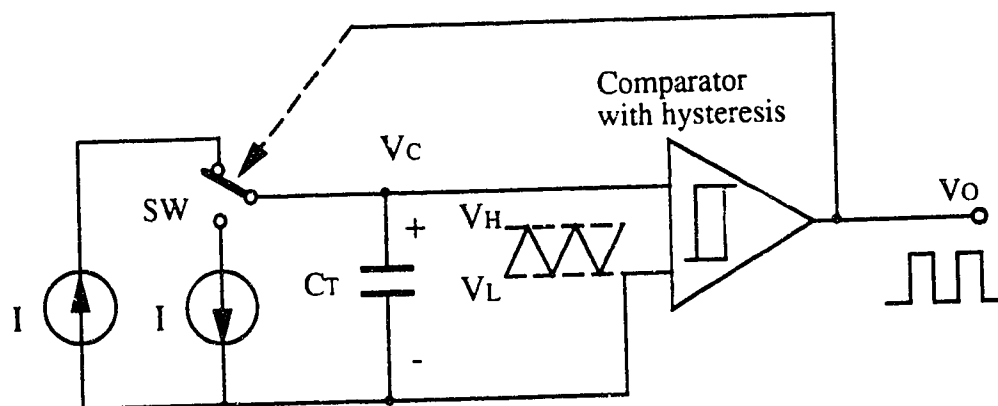 Comparator
with hysteresis
VC
VO
SW
+
VH
CT
VL
I
I
-